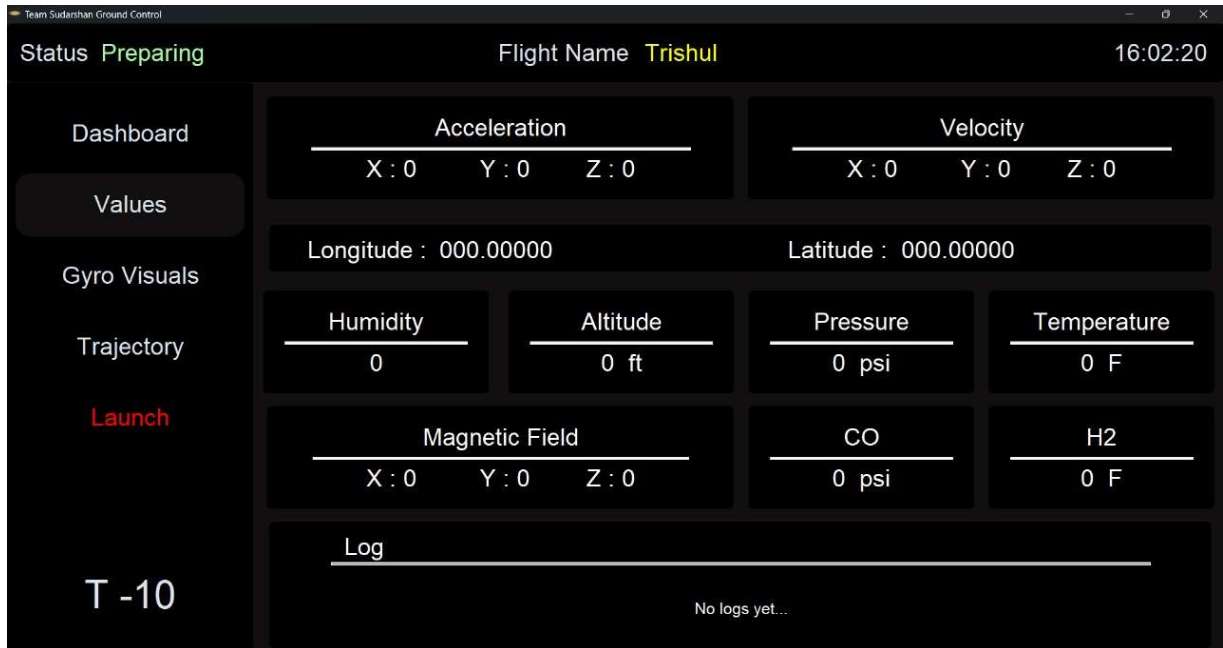 Team Sudarshan Ground Control
Status Preparing
Flight Name Trishul
16:02:20
Dashboard
Values
Gyro Visuals
Trajectory
Launch
T -10
Acceleration
X : 0 Y : 0 Z : 0
Velocity
X : 0 Y : 0 Z : 0
Longitude : 000.00000
Latitude : 000.00000
Humidity
0
Altitude
0 ft
Pressure
0 psi
Temperature
0 F
Magnetic Field
X : 0 Y : 0 Z : 0
CO
0 psi
H2
0 F
Log
No logs yet...